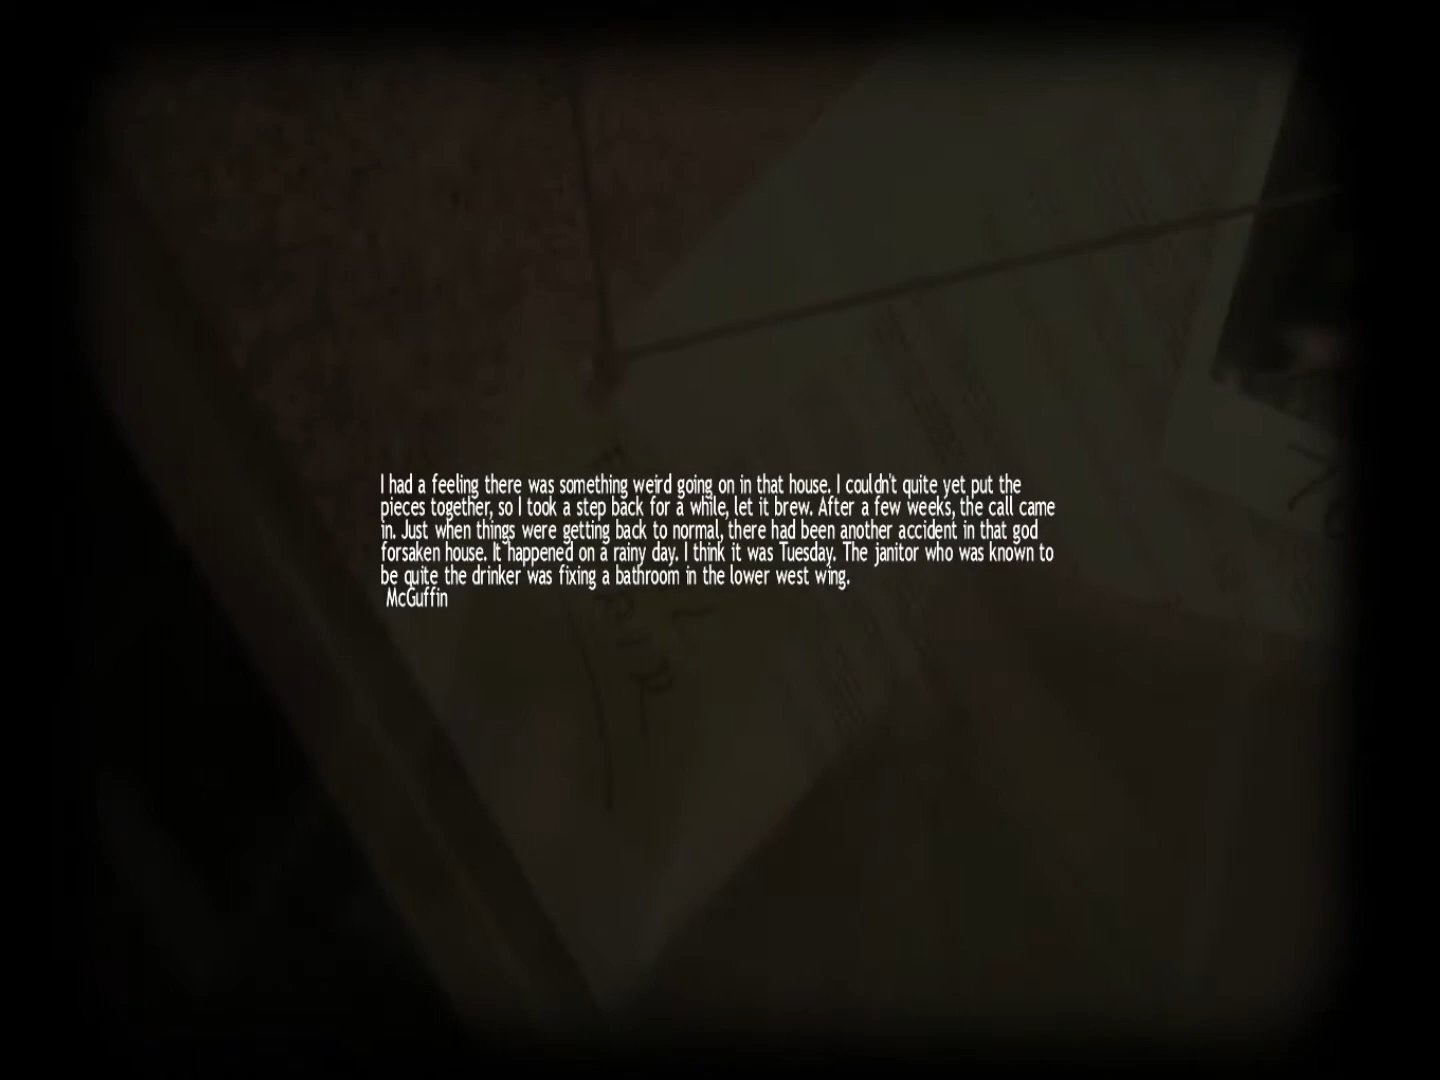 I had a feeling there was something weird going on in that house. I couldn't quite yet put the
pieces together, so I took a step back for a while, let it brew. After a few weeks, the call came
in. Just when things were getting back to normal, there had been another accident in that god
forsaken house. It happened on a rainy day. I think it was Tuesday. The janitor who was known to
be quite the drinker was fixing a bathroom in the lower west wing.
McGuffin